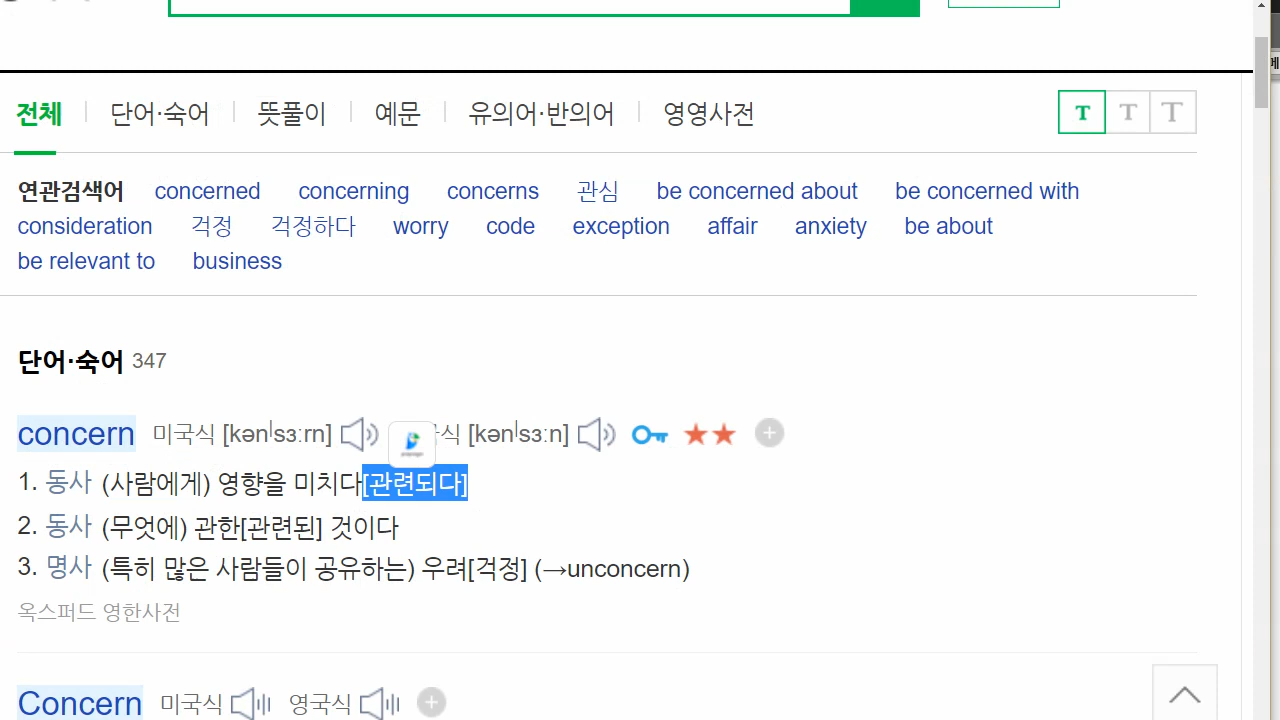 전체 단어·숙어 뜻풀이 예문 유의어·반의어 영영사전 T T T
연관검색어 concerned concerning concerns 관심 be concerned about be concerned with
consideration 걱정 걱정하다 worry code exception affair anxiety be about
be relevant to business
단어·숙어 347
concern 미국식 [kənˈsɜːrn] 식 [kənˈsɜːn]
1. 동사 (사람에게) 영향을 미치다[관련되다]
2. 동사 (무엇에) 관한[관련된] 것이다
3. 명사 (특히 많은 사람들이 공유하는) 우려[걱정] (→unconcern)
옥스퍼드 영한사전
Concern 미국식 영국식